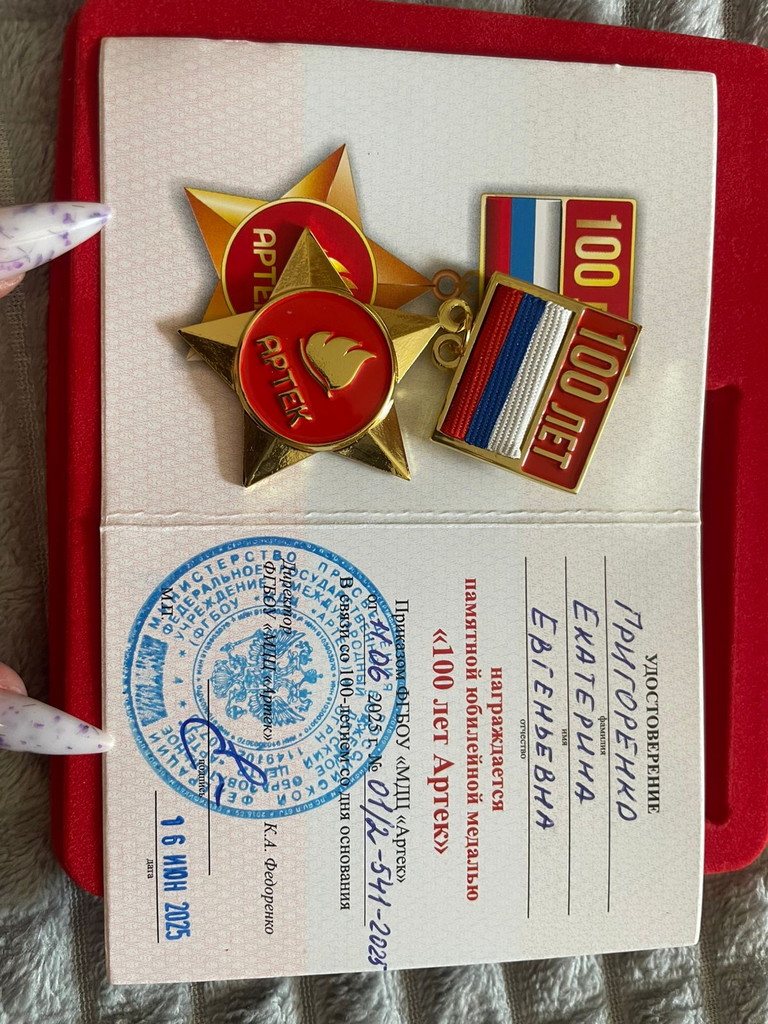 АРТЕК
100
100 ЛЕТ
АРТЕК
УДОСТОВЕРЕНИЕ
ПРИГОРЕНКО
фамилия
ЕКАТЕРИНА
имя
ЕВГЕНЬЕВНА
отчество
награждается
памятной юбилейной медалью
«100 лет Артек»
Приказом ФГБОУ «МДЦ «Артек»
от 11.06 2025 г. № 01/2-541-2025
В связи со 100-летием со дня основания
Директор
ФГБОУ «МДЦ «Артек»
К.А. Федоренко
подпись
М.П.
16 ИЮН 2025
дата